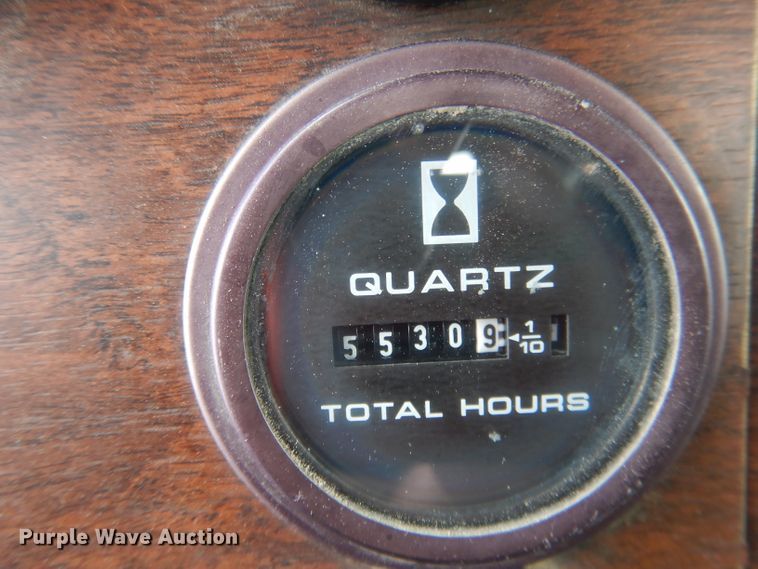 QUARTZ
55309 1/10
TOTAL HOURS
Purple Wave Auction